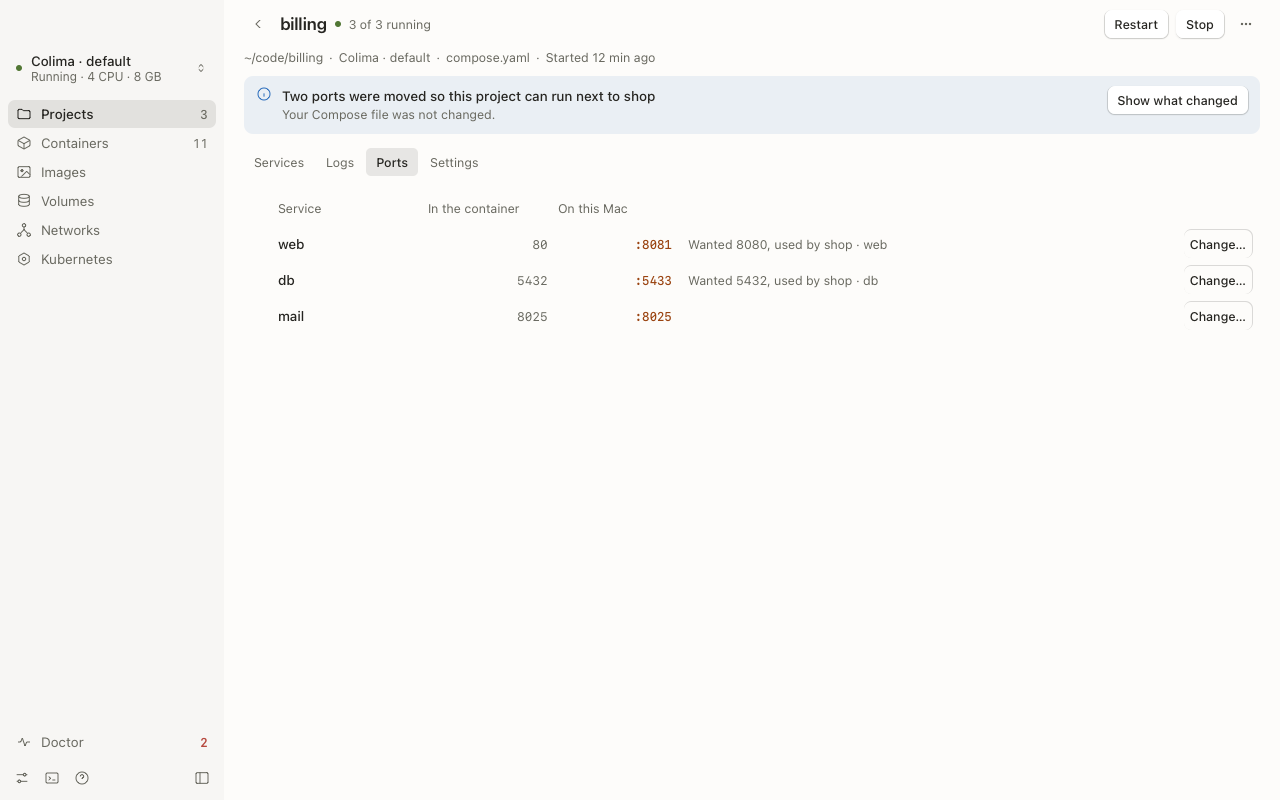 billing
3 of 3 running
Restart
Stop
~/code/billing · Colima · default · compose.yaml · Started 12 min ago
Colima · default
Running · 4 CPU · 8 GB
Two ports were moved so this project can run next to shop
Your Compose file was not changed.
Show what changed
Projects 3
Containers 11
Images
Volumes
Networks
Kubernetes
Services Logs Ports Settings
Service In the container On this Mac
web 80 :8081 Wanted 8080, used by shop · web Change...
db 5432 :5433 Wanted 5432, used by shop · db Change...
mail 8025 :8025 Change...
Doctor 2